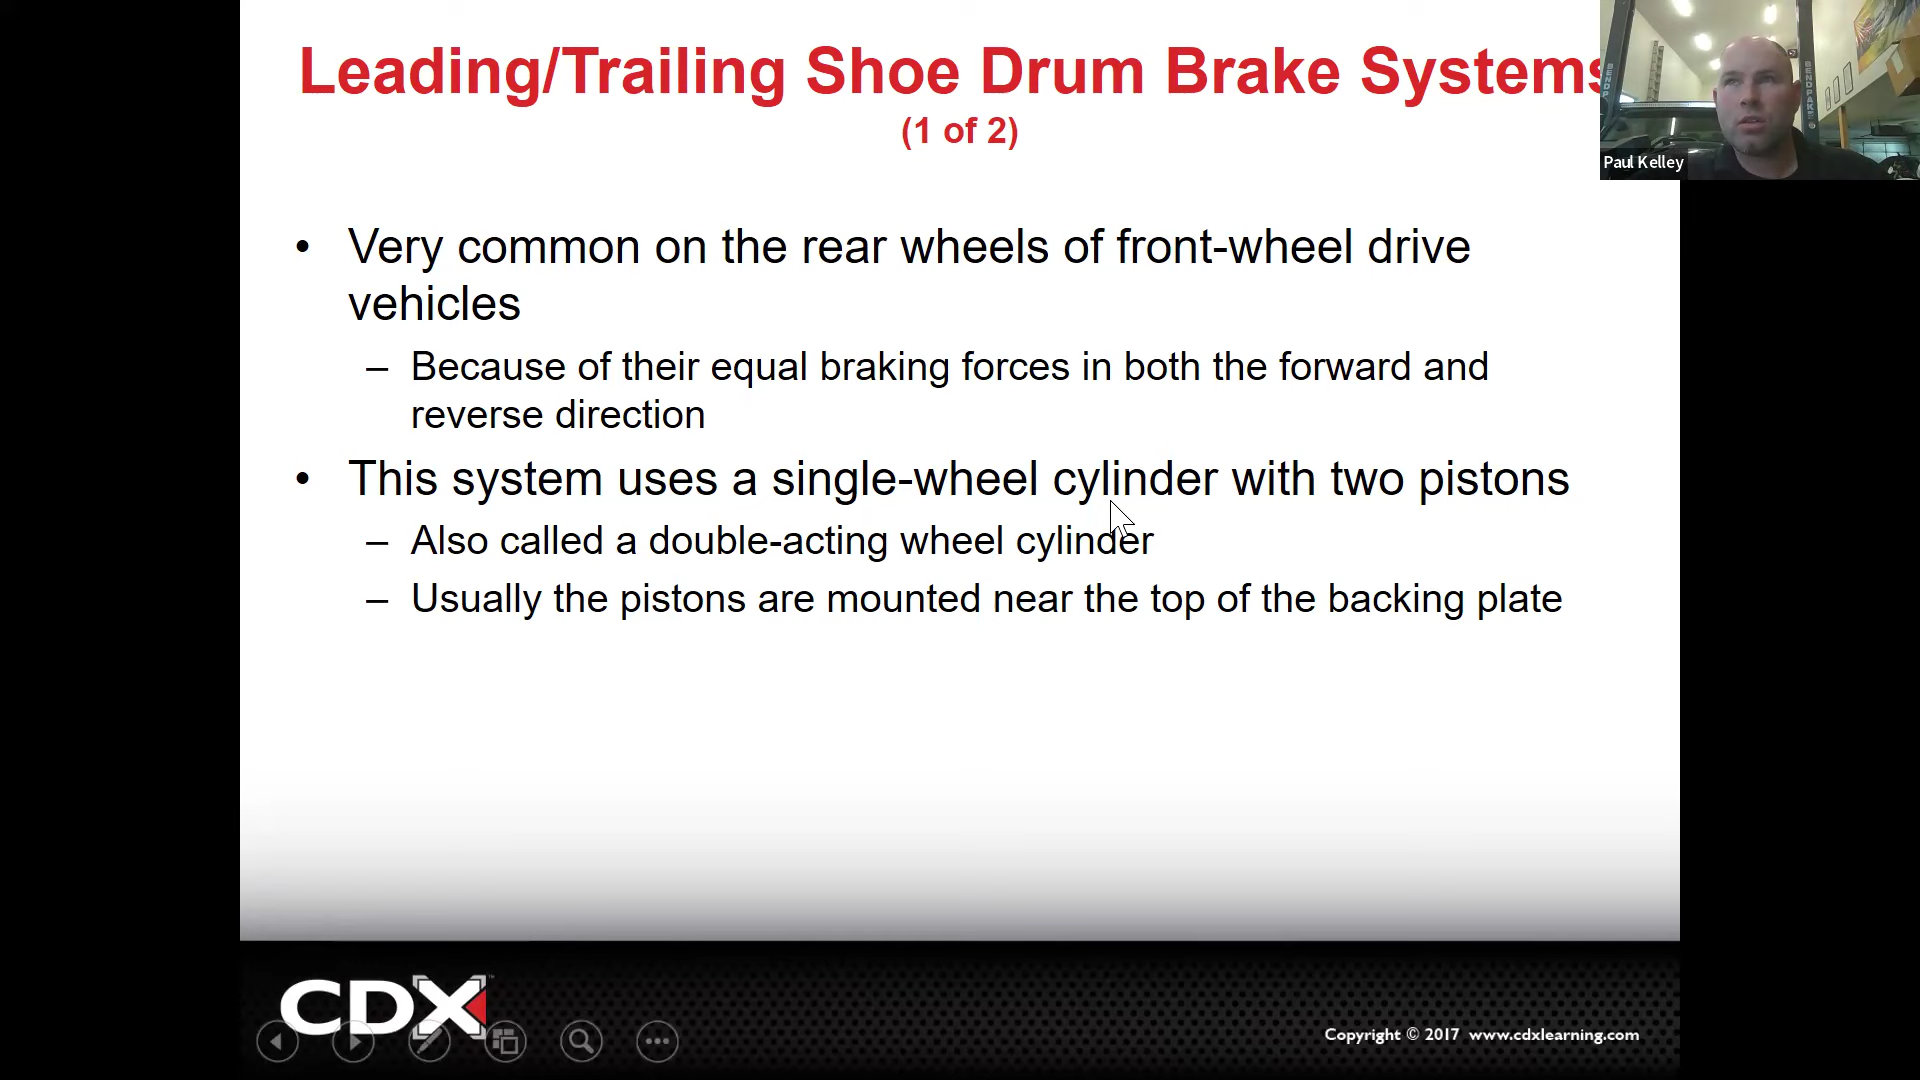 Leading/Trailing Shoe Drum Brake Systems
(1 of 2)
Paul Kelley
• Very common on the rear wheels of front-wheel drive
vehicles
– Because of their equal braking forces in both the forward and
reverse direction
• This system uses a single-wheel cylinder with two pistons
– Also called a double-acting wheel cylinder
– Usually the pistons are mounted near the top of the backing plate
CDX
Copyright © 2017 www.cdxlearning.com